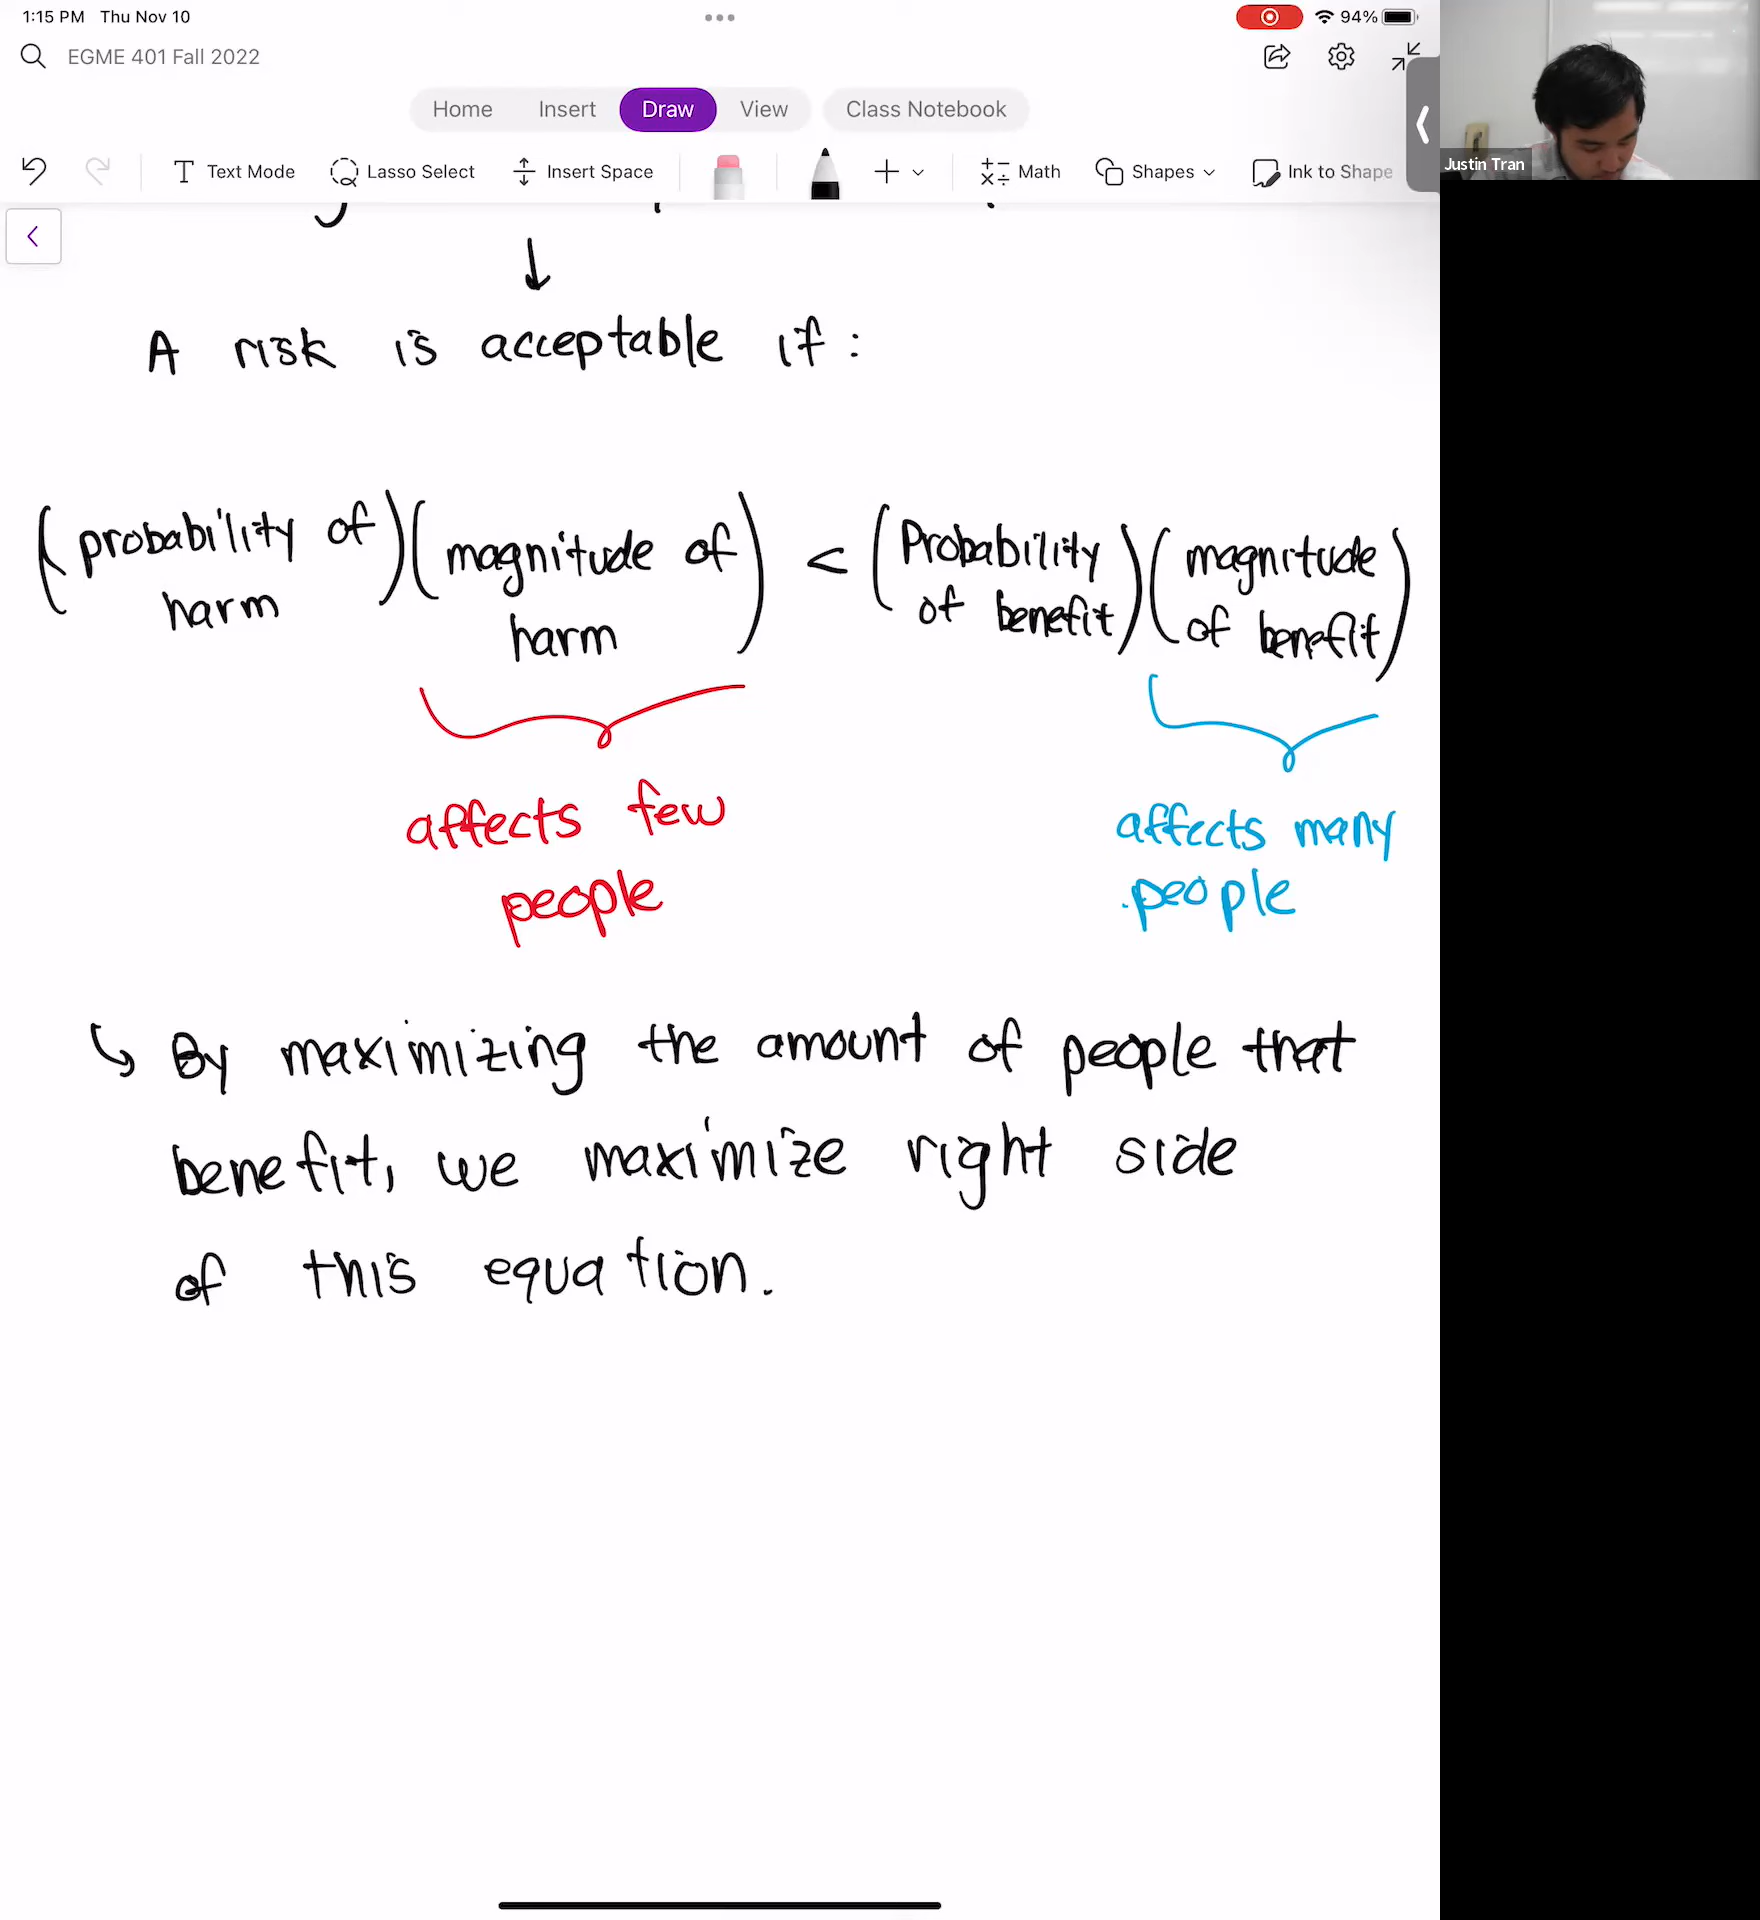 1:15 PM Thu Nov 10
94%
EGME 401 Fall 2022
Home Insert Draw View Class Notebook
Text Mode Lasso Select Insert Space Math Shapes Ink to Shape
Justin Tran
A risk is acceptable if:
(probability of harm)(magnitude of harm) < (Probability of benefit)(magnitude of benefit)
affects few
people
affects many
people
By maximizing the amount of people that
benefit, we maximize right side
of this equation.